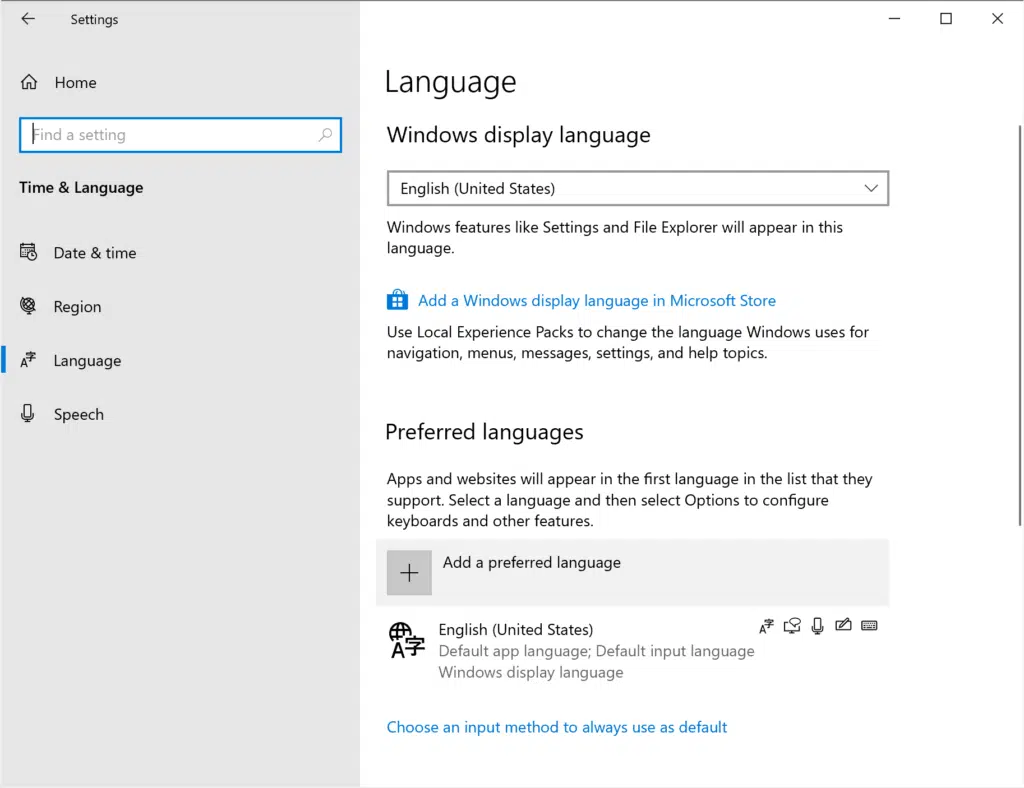 Settings
Home
Find a setting
Time & Language
Date & time
Region
Language
Speech
Language
Windows display language
English (United States)
Windows features like Settings and File Explorer will appear in this
language.
Add a Windows display language in Microsoft Store
Use Local Experience Packs to change the language Windows uses for
navigation, menus, messages, settings, and help topics.
Preferred languages
Apps and websites will appear in the first language in the list that they
support. Select a language and then select Options to configure
keyboards and other features.
Add a preferred language
English (United States)
Default app language; Default input language
Windows display language
Choose an input method to always use as default